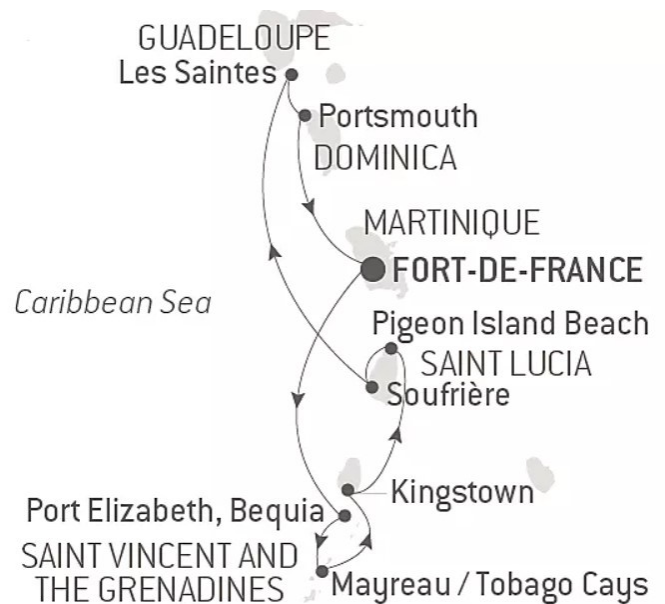 GUADELOUPE
Les Saintes
Portsmouth
DOMINICA
MARTINIQUE
FORT-DE-FRANCE
Caribbean Sea
Pigeon Island Beach
SAINT LUCIA
Soufrière
Kingstown
Port Elizabeth, Bequia
SAINT VINCENT AND
THE GRENADINES
Mayreau / Tobago Cays